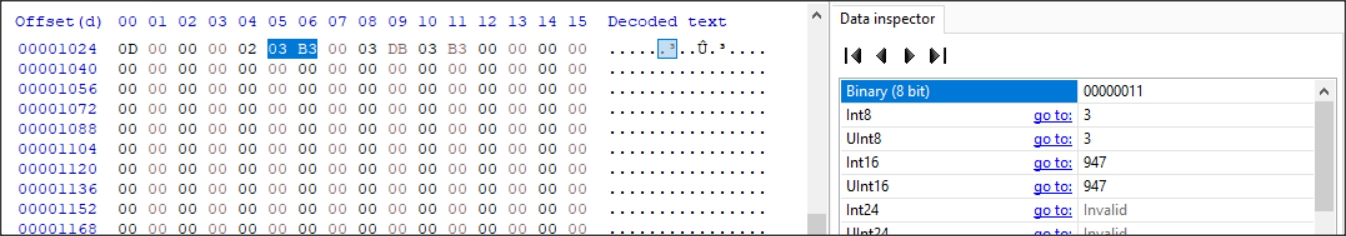 Offset(d) 00 01 02 03 04 05 06 07 08 09 10 11 12 13 14 15 Decoded text
00001024 0D 00 00 00 02 03 B3 00 03 DB 03 B3 00 00 00 00 ......³..Û.³....
00001040 00 00 00 00 00 00 00 00 00 00 00 00 00 00 00 00 ................
00001056 00 00 00 00 00 00 00 00 00 00 00 00 00 00 00 00 ................
00001072 00 00 00 00 00 00 00 00 00 00 00 00 00 00 00 00 ................
00001088 00 00 00 00 00 00 00 00 00 00 00 00 00 00 00 00 ................
00001104 00 00 00 00 00 00 00 00 00 00 00 00 00 00 00 00 ................
00001120 00 00 00 00 00 00 00 00 00 00 00 00 00 00 00 00 ................
00001136 00 00 00 00 00 00 00 00 00 00 00 00 00 00 00 00 ................
00001152 00 00 00 00 00 00 00 00 00 00 00 00 00 00 00 00 ................
00001168 00 00 00 00 00 00 00 00 00 00 00 00 00 00 00 00 ................
Data inspector
Binary (8 bit) 00000011
Int8 go to: 3
UInt8 go to: 3
Int16 go to: 947
UInt16 go to: 947
Int24 go to: Invalid
UInt24 go to: Invalid